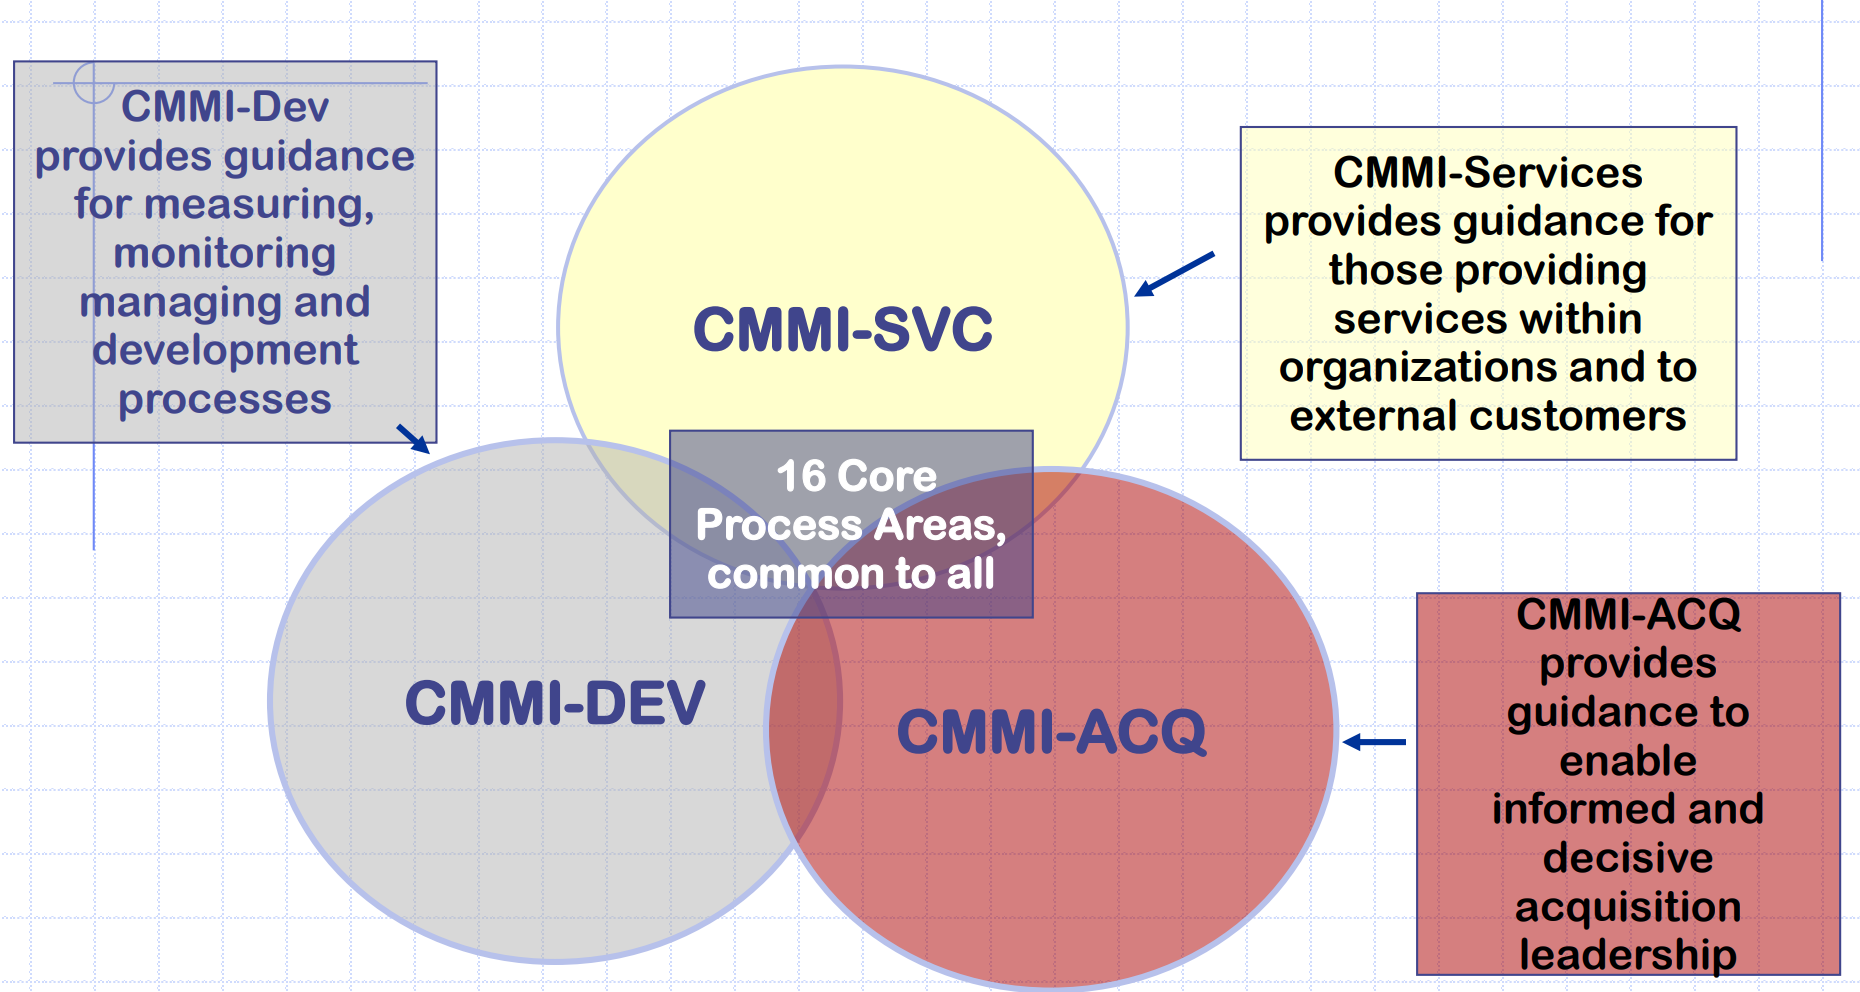 CMMI-Dev
provides guidance
for measuring,
monitoring
managing and
development
processes
CMMI-SVC
CMMI-Services
provides guidance for
those providing
services within
organizations and to
external customers
16 Core
Process Areas,
common to all
CMMI-DEV
CMMI-ACQ
CMMI-ACQ
provides
guidance to
enable
informed and
decisive
acquisition
leadership